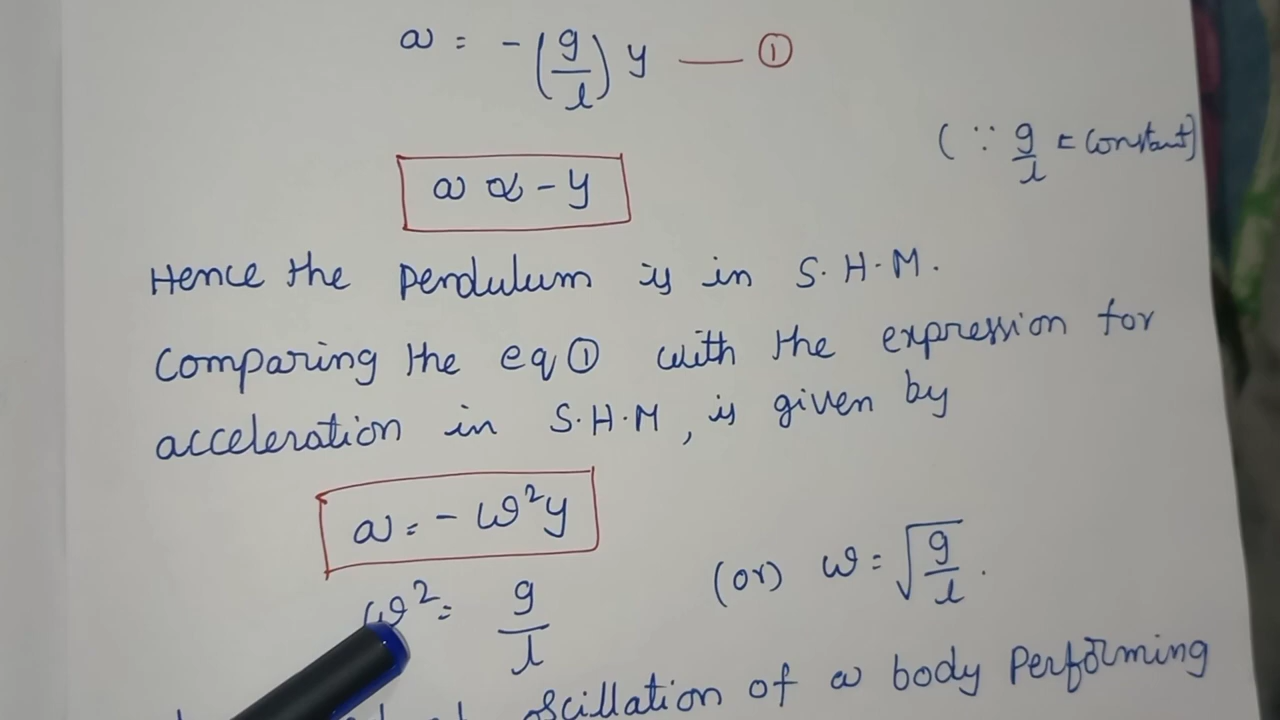 a = - (g/l) y — ①
(∵ g/l = constant)
a ∝ - y
Hence the pendulum is in S.H.M.
Comparing the eq ① with the expression for
acceleration in S.H.M, is given by
a = - ω²y
ω² = g/l (or) ω = √(g/l).
oscillation of a body performing